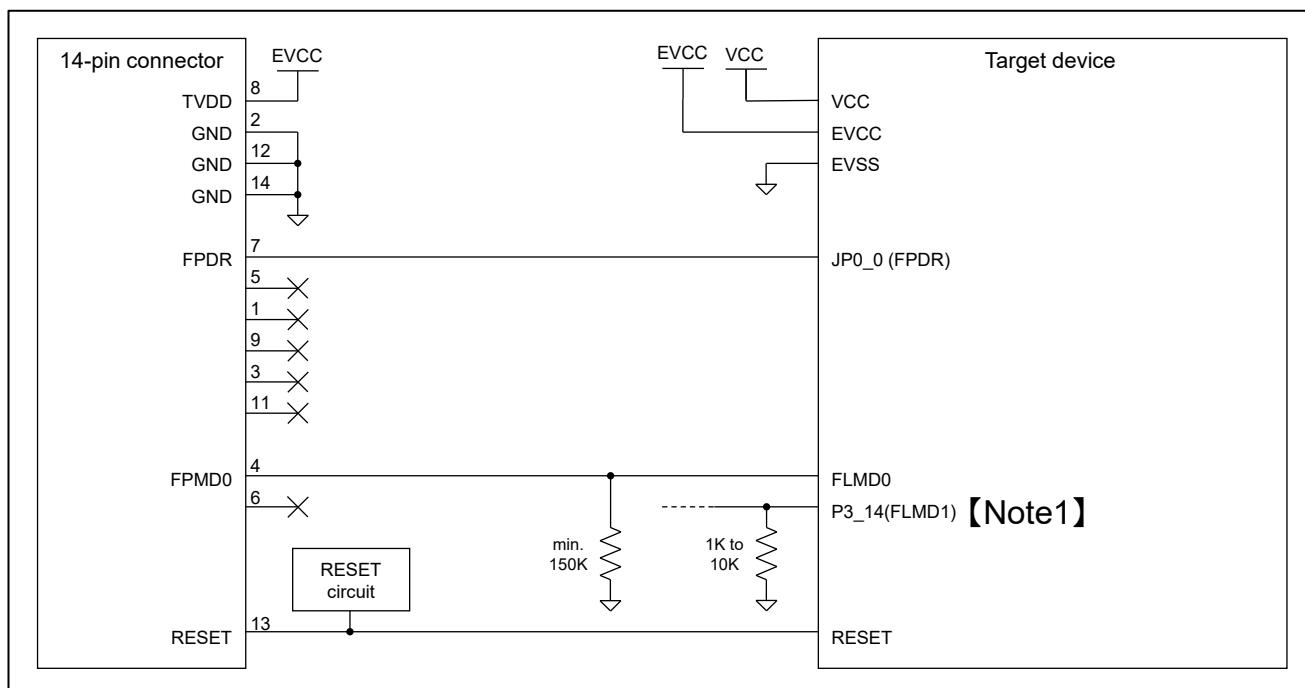 14-pin connector
EVCC
EVCC
VCC
Target device
TVDD
8
VCC
GND
2
EVCC
GND
12
EVSS
GND
14
FPDR
7
JP0_0 (FPDR)
5
1
9
3
11
FPMD0
4
FLMD0
6
P3_14(FLMD1)【Note1】
min.
150K
1K to
10K
RESET
circuit
RESET
13
RESET